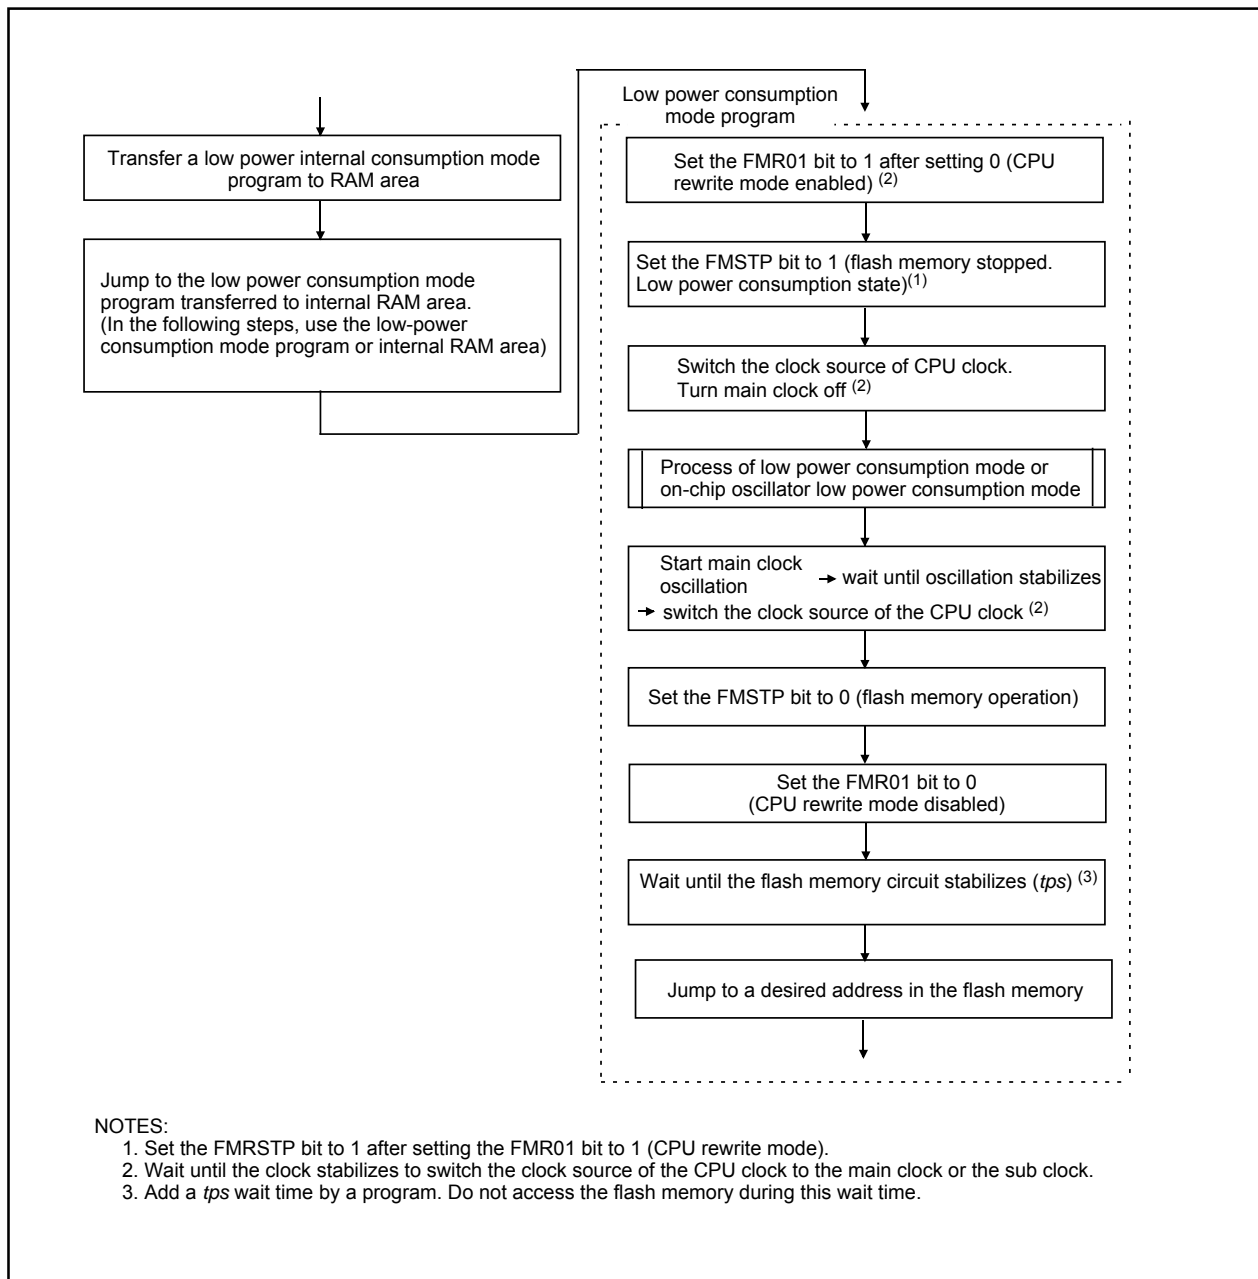 Transfer a low power internal consumption mode
program to RAM area
Jump to the low power consumption mode
program transferred to internal RAM area.
(In the following steps, use the low-power
consumption mode program or internal RAM area)
Low power consumption
mode program
Set the FMR01 bit to 1 after setting 0 (CPU
rewrite mode enabled) (2)
Set the FMSTP bit to 1 (flash memory stopped.
Low power consumption state)(1)
Switch the clock source of CPU clock.
Turn main clock off (2)
Process of low power consumption mode or
on-chip oscillator low power consumption mode
Start main clock
oscillation
→ wait until oscillation stabilizes
→ switch the clock source of the CPU clock (2)
Set the FMSTP bit to 0 (flash memory operation)
Set the FMR01 bit to 0
(CPU rewrite mode disabled)
Wait until the flash memory circuit stabilizes (tps) (3)
Jump to a desired address in the flash memory
NOTES:
1. Set the FMRSTP bit to 1 after setting the FMR01 bit to 1 (CPU rewrite mode).
2. Wait until the clock stabilizes to switch the clock source of the CPU clock to the main clock or the sub clock.
3. Add a tps wait time by a program. Do not access the flash memory during this wait time.